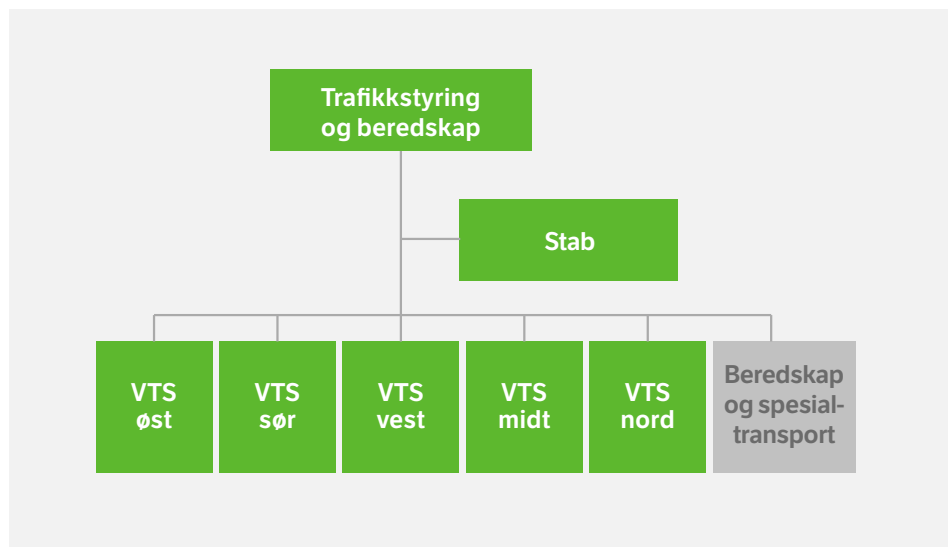 Trafikkstyring
og beredskap
Stab
VTS
øst
VTS
sør
VTS
vest
VTS
midt
VTS
nord
Beredskap
og spesial-
transport